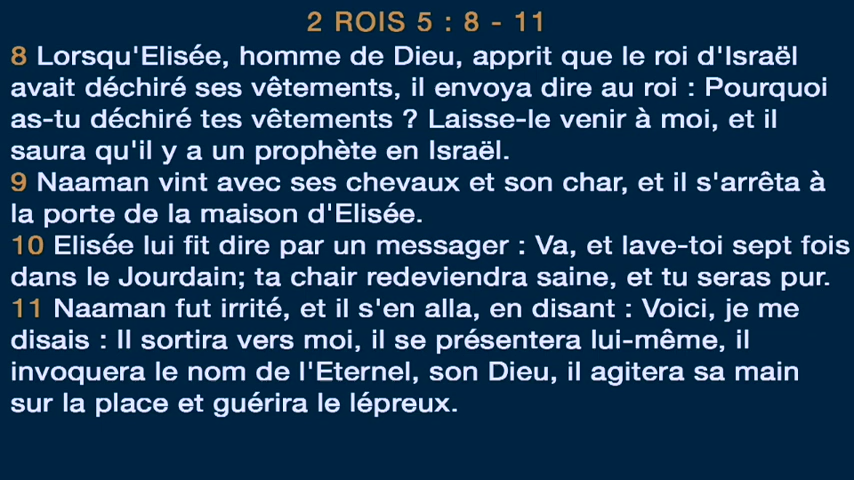 2 ROIS 5 : 8 - 11
8 Lorsqu'Elisée, homme de Dieu, apprit que le roi d'Israël
avait déchiré ses vêtements, il envoya dire au roi : Pourquoi
as-tu déchiré tes vêtements ? Laisse-le venir à moi, et il
saura qu'il y a un prophète en Israël.
9 Naaman vint avec ses chevaux et son char, et il s'arrêta à
la porte de la maison d'Elisée.
10 Elisée lui fit dire par un messager : Va, et lave-toi sept fois
dans le Jourdain; ta chair redeviendra saine, et tu seras pur.
11 Naaman fut irrité, et il s'en alla, en disant : Voici, je me
disais : Il sortira vers moi, il se présentera lui-même, il
invoquera le nom de l'Eternel, son Dieu, il agitera sa main
sur la place et guérira le lépreux.